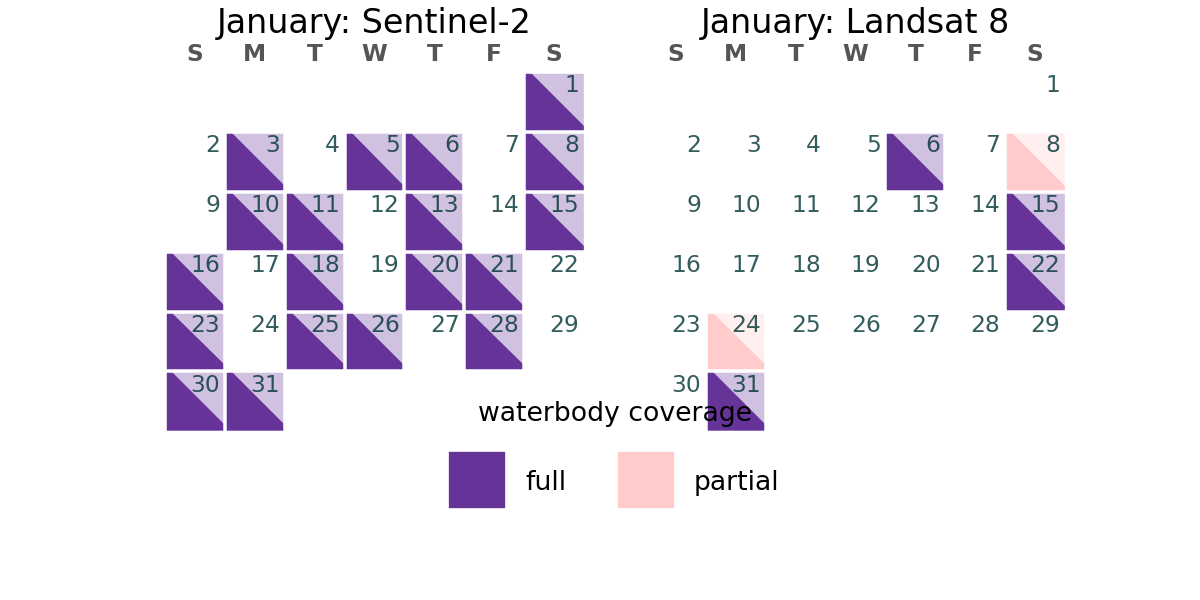 January: Sentinel-2
S M T W T F S
1
2 3 4 5 6 7 8
9 10 11 12 13 14 15
16 17 18 19 20 21 22
23 24 25 26 27 28 29
30 31
January: Landsat 8
S M T W T F S
1
2 3 4 5 6 7 8
9 10 11 12 13 14 15
16 17 18 19 20 21 22
23 24 25 26 27 28 29
30 31
waterbody coverage
full partial